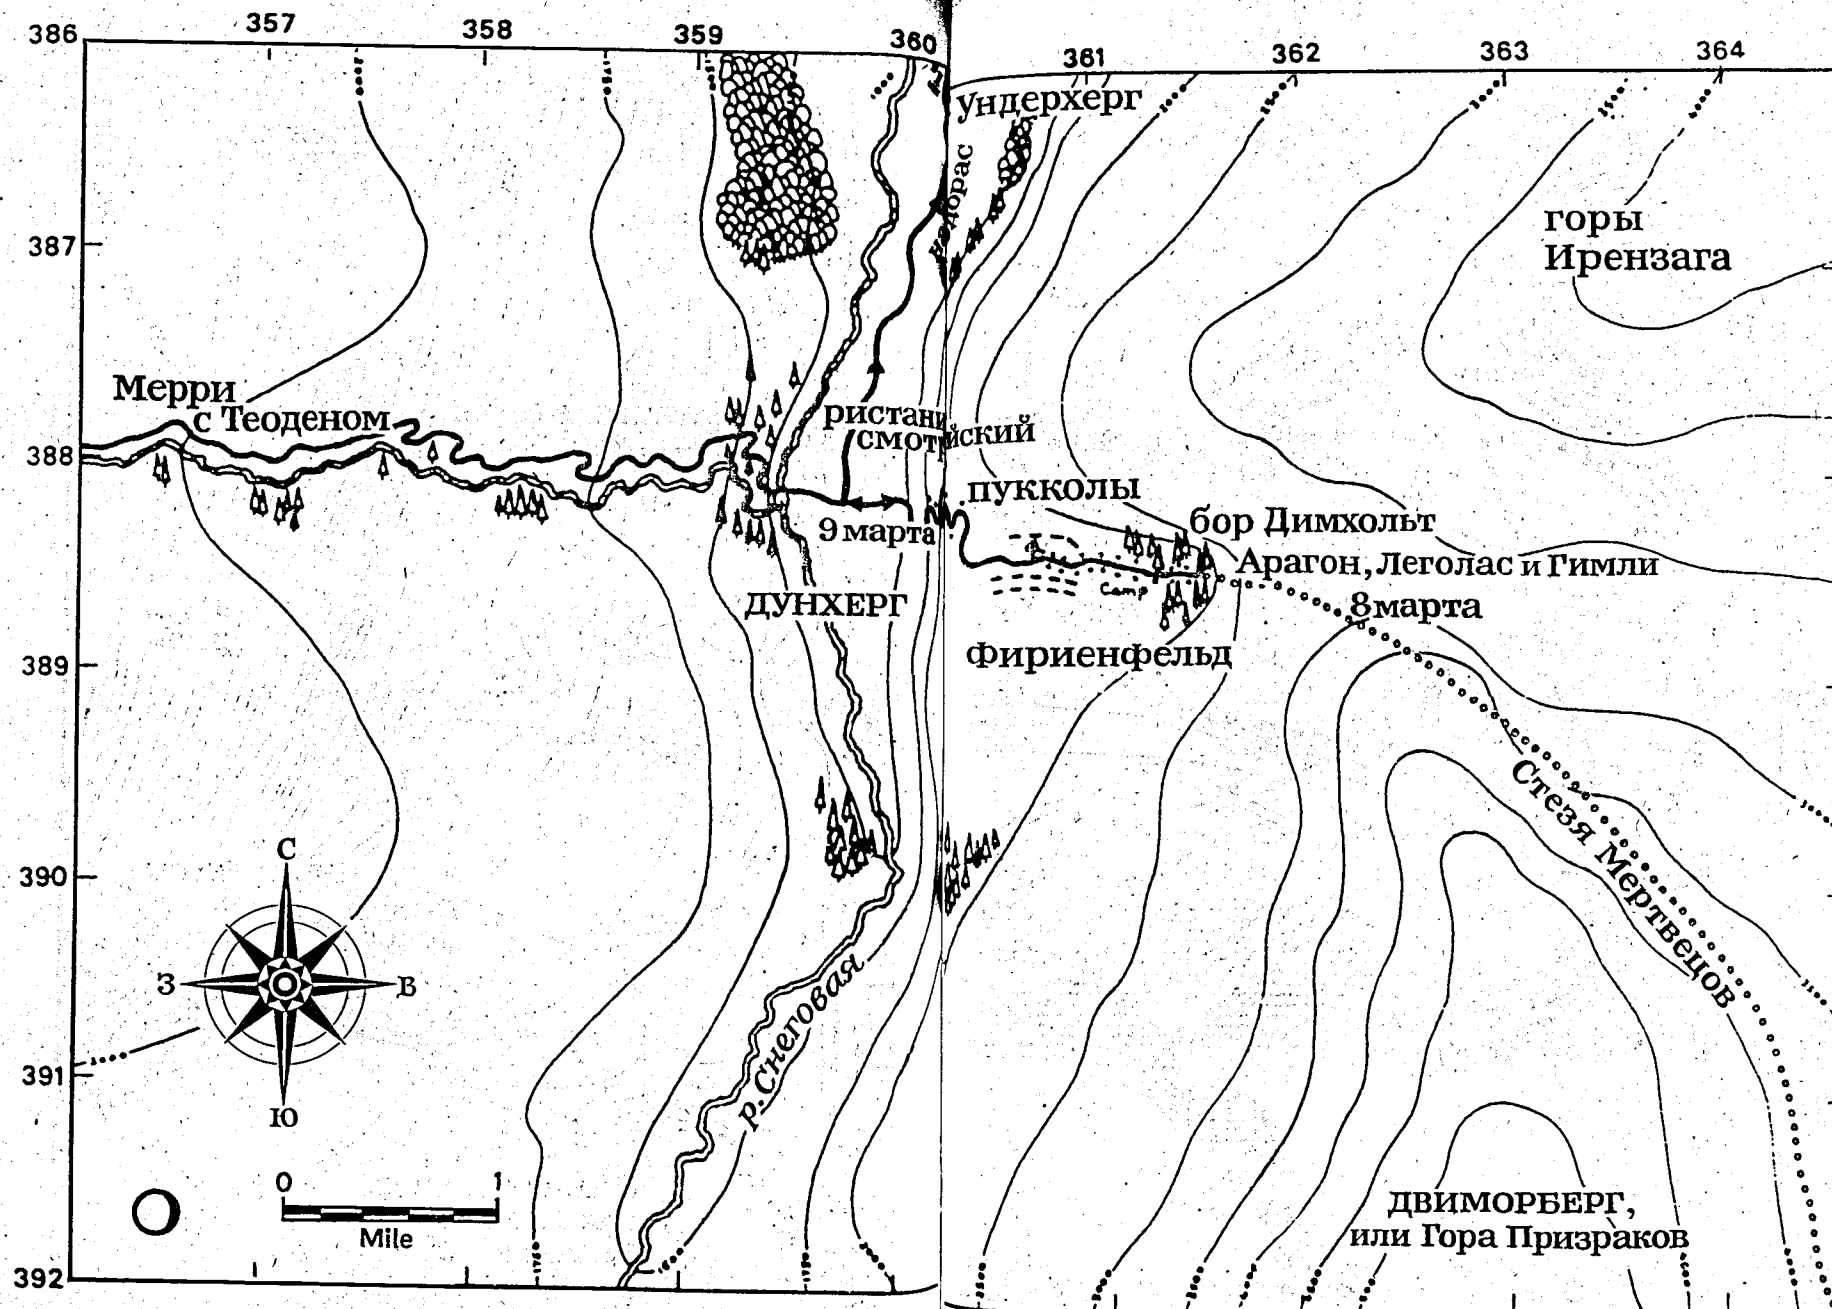 357 358 359 360 361 362 363 364
386
ундерхерг
горы
Ирензага
387
Мерри
с Теоденом
388
ристани
смотр
йский
пукколы
9 марта
бор Димхольт
Арагон, Леголас и Гимли
8 марта
Camp
ДУНХЕРГ
Фириенфельд
389
Стезя Мертвецов
390
С
З
В
Ю
р. Снеговая
391
0 1
Mile
ДВИМОРБЕРГ,
или Гора Призраков
392